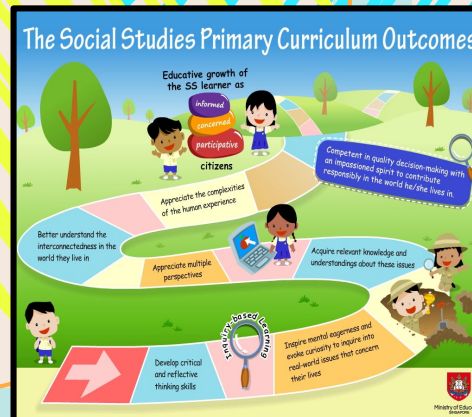 The Social Studies Primary Curriculum Outcomes
Educative growth of
the SS learner as
informed
concerned
participative
citizens
Competent in quality decision-making with
an impassioned spirit to contribute
responsibly in the world he/she lives in.
Appreciate the complexities
of the human experience
Better understand the
interconnectedness in the
world they live in
Appreciate multiple
perspectives
Acquire relevant knowledge and
understandings about these issues
Inquiry-based Learning
Develop critical
and reflective
thinking skills
Inspire mental eagerness and
evoke curiosity to inquire into
real-world issues that concern
their lives
Ministry of Educ
SINGAPORE